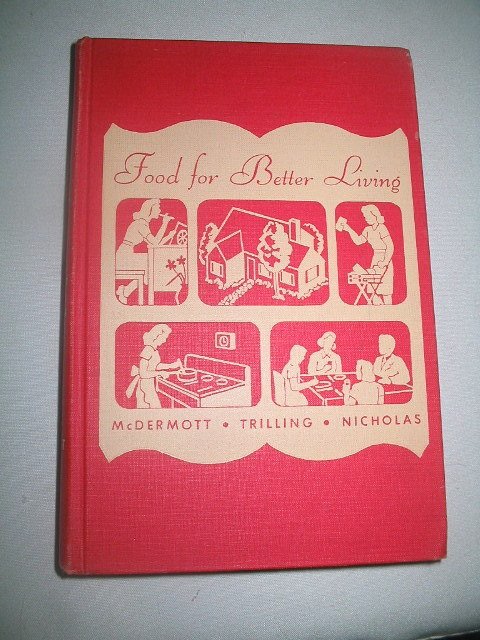 Food for Better Living
McDERMOTT • TRILLING • NICHOLAS